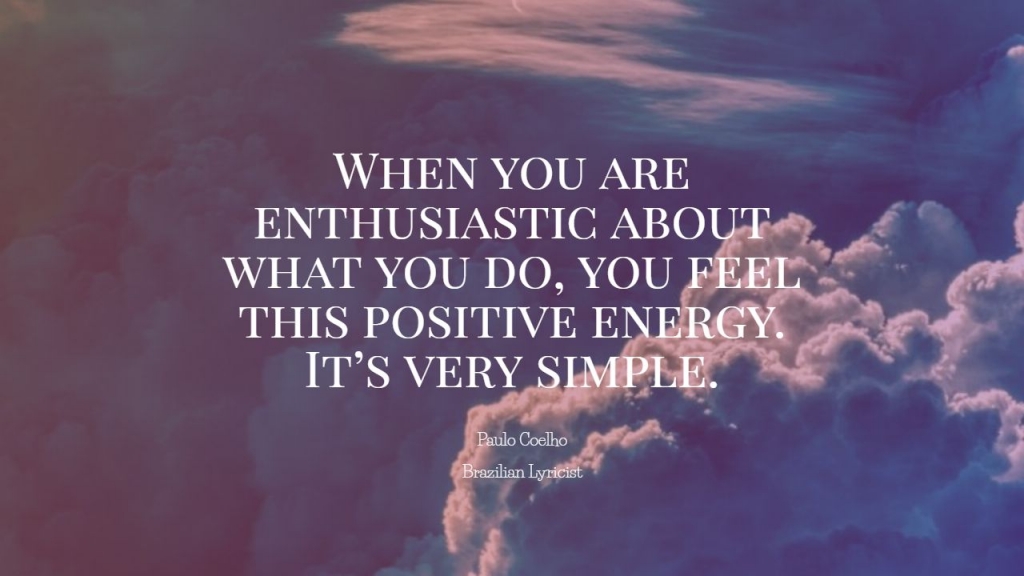 When you are
enthusiastic about
what you do, you feel
this positive energy.
It’s very simple.
Paulo Coelho
Brazilian Lyricist